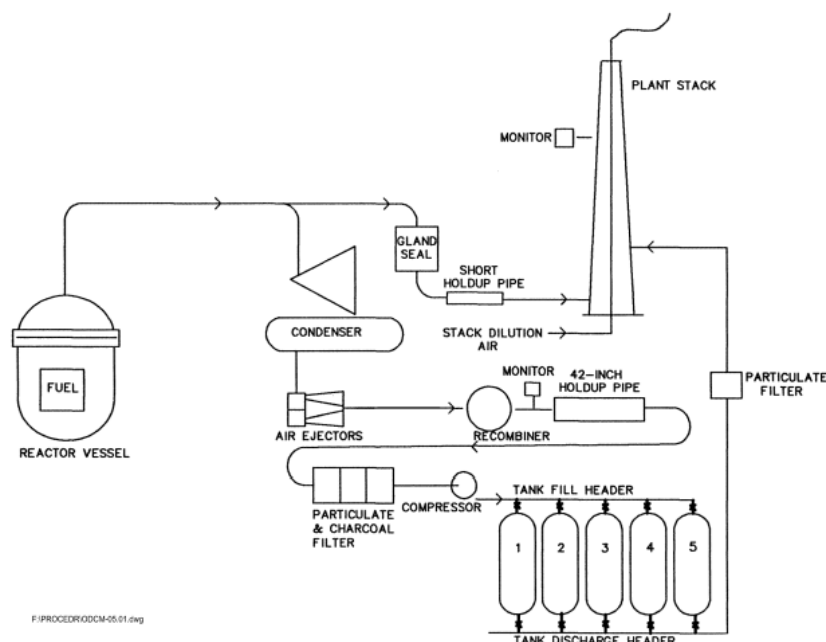 PLANT STACK
MONITOR
GLAND
SEAL
SHORT
HOLDUP PIPE
STACK DILUTION
AIR
CONDENSER
FUEL
REACTOR VESSEL
AIR EJECTORS
RECOMBINER
MONITOR
42-INCH
HOLDUP PIPE
PARTICULATE
FILTER
PARTICULATE
& CHARCOAL
FILTER
COMPRESSOR
TANK FILL HEADER
1 2 3 4 5
TANK DISCHARGE HEADER
F:\PROCEDR\ODCM-05.01.dwg